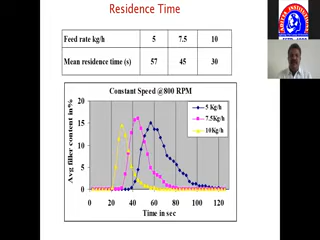 Residence Time
Feed rate kg/h 5 7.5 10
Mean residence time (s) 57 45 30
Constant Speed @800 RPM
5 Kg/h
7.5Kg/h
10Kg/h
Avg filler content in%
20
15
10
5
0
0 20 40 60 80 100 120
Time in sec